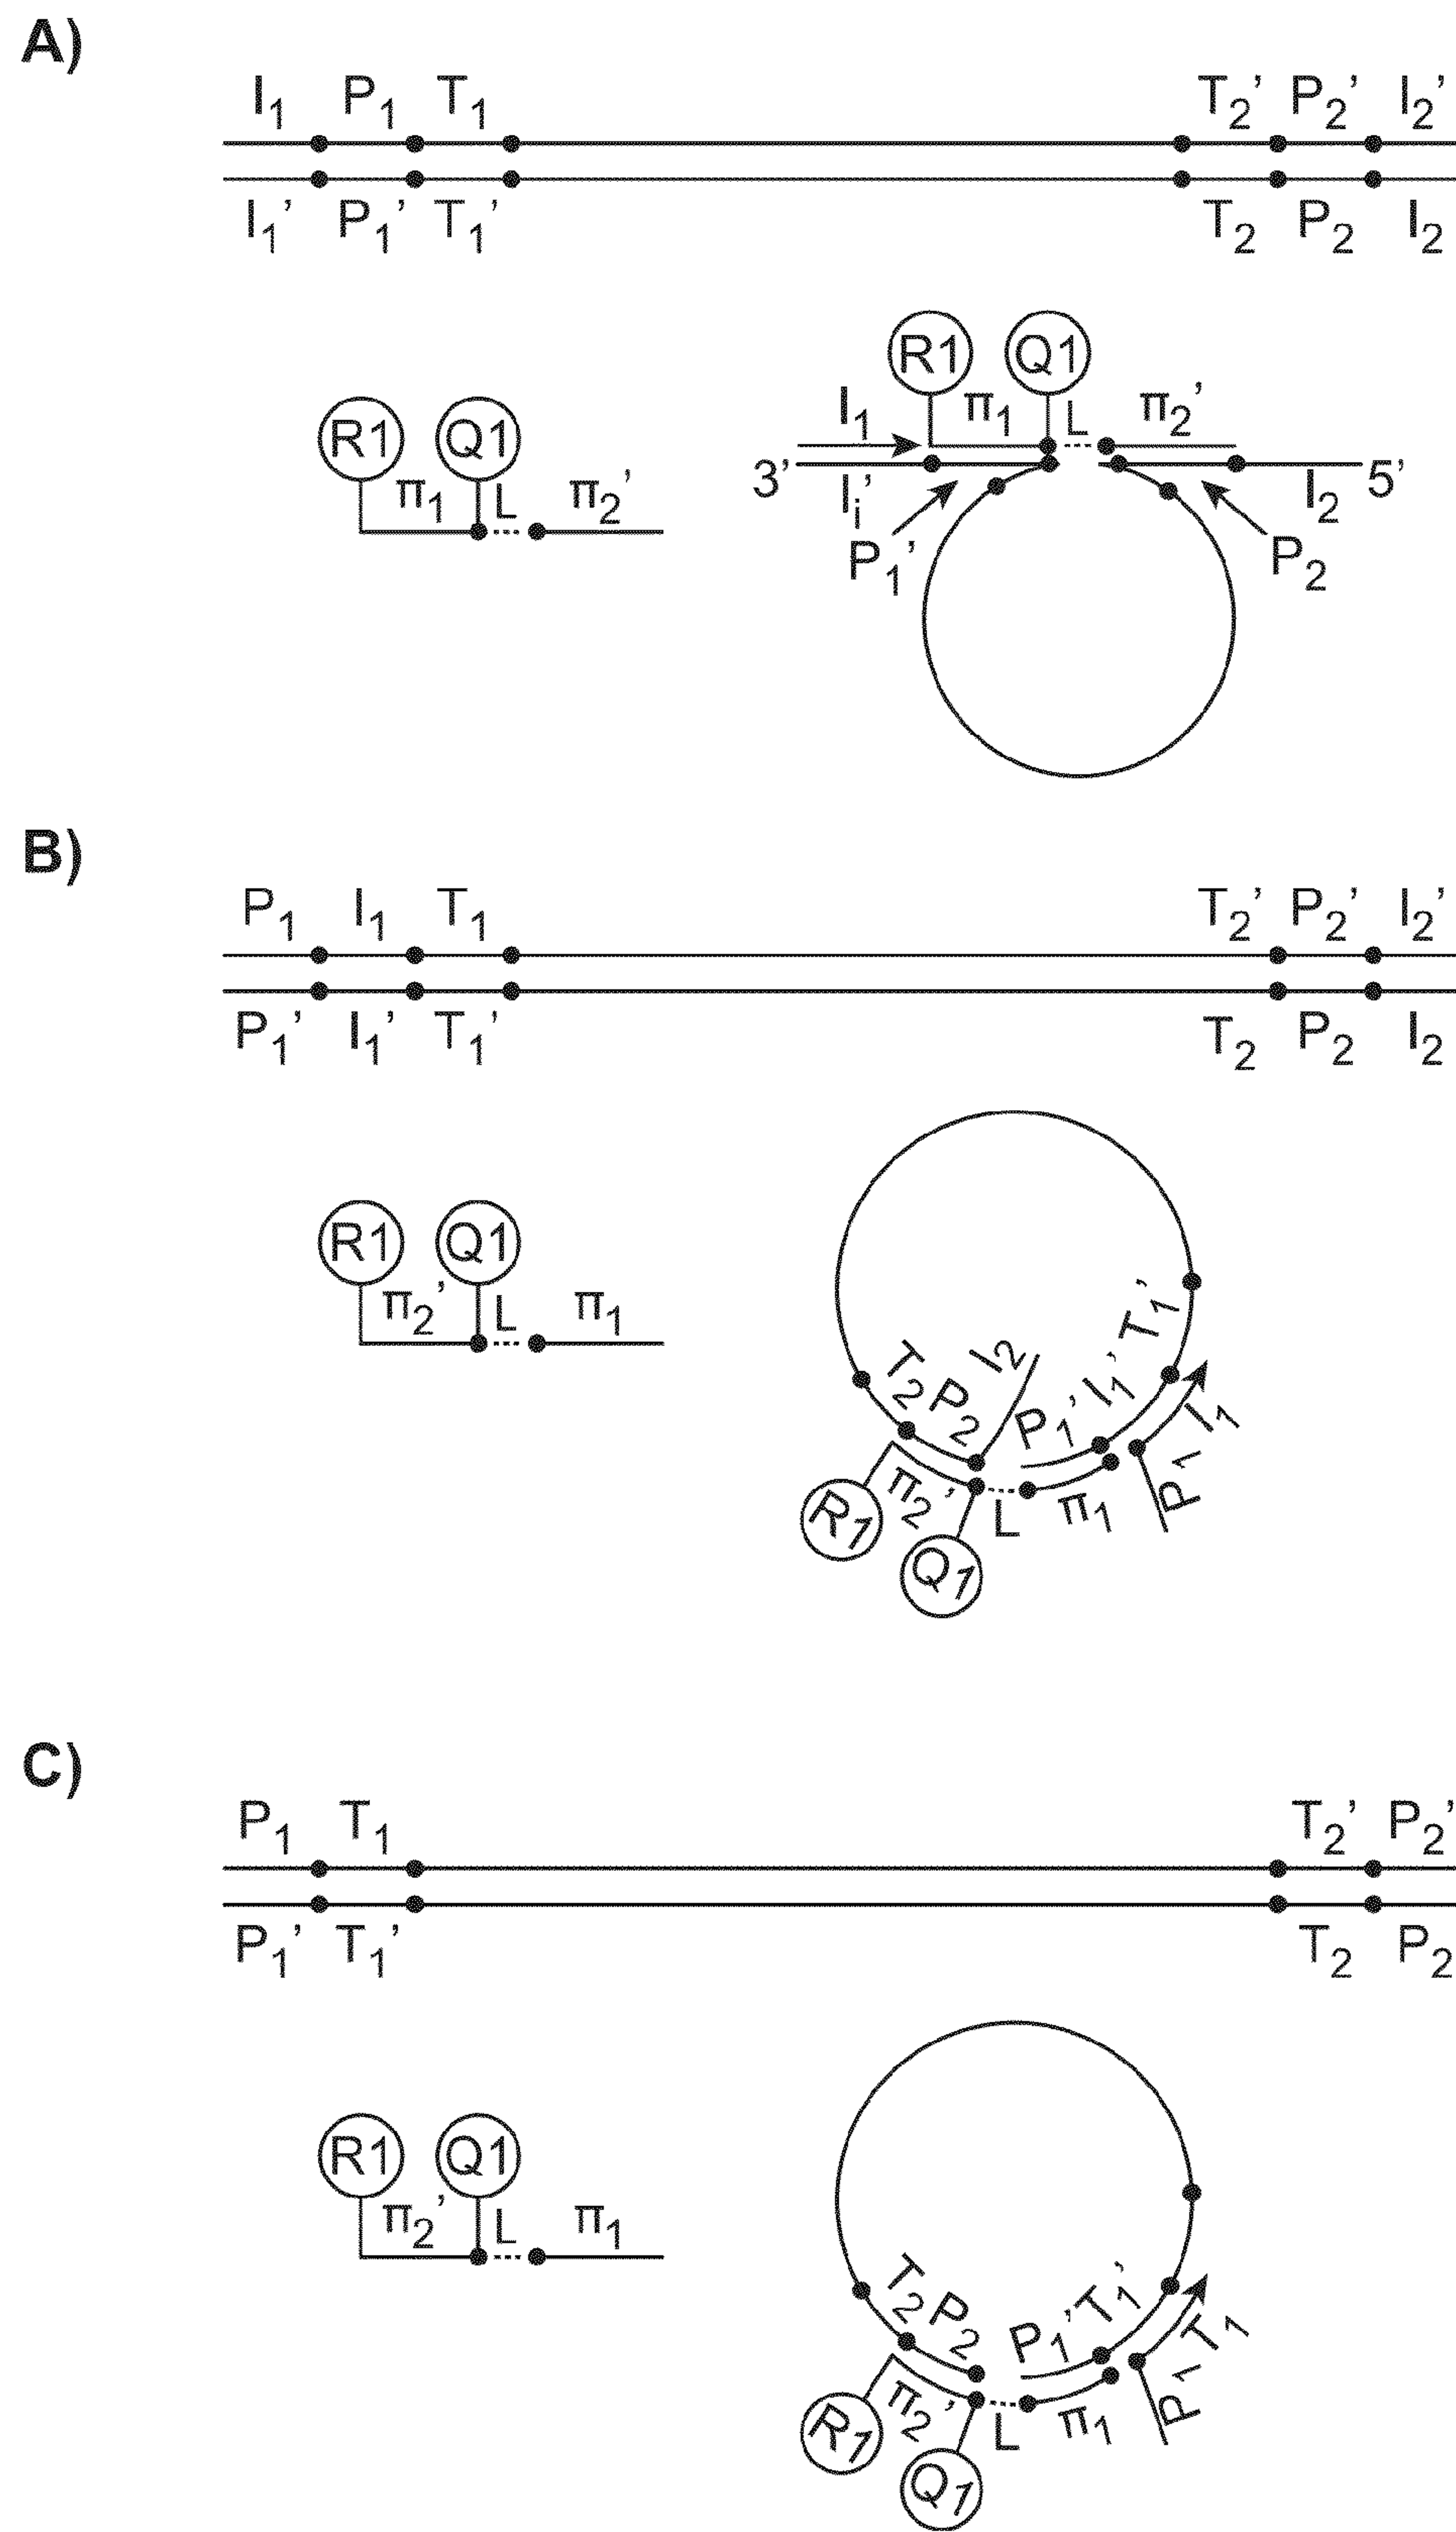 A)
I₁ P₁ T₁ T₂’ P₂’ I₂’
I₁’ P₁’ T₁’ T₂ P₂ I₂
R1 Q1
π₁ L π₂’
R1 Q1
I₁ π₁ L π₂’
3’ Iᵢ’ I₂ 5’
P₁’ P₂
B)
P₁ I₁ T₁ T₂’ P₂’ I₂’
P₁’ I₁’ T₁’ T₂ P₂ I₂
R1 Q1
π₂’ L π₁
T₂ P₂ I₂ P₁’ I₁’ T₁’
R1 π₂’ Q1 L π₁ P₁ I₁
C)
P₁ T₁ T₂’ P₂’
P₁’ T₁’ T₂ P₂
R1 Q1
π₂’ L π₁
T₂ P₂ P₁’ T₁’
R1 π₂’ Q1 L π₁ P₁ T₁